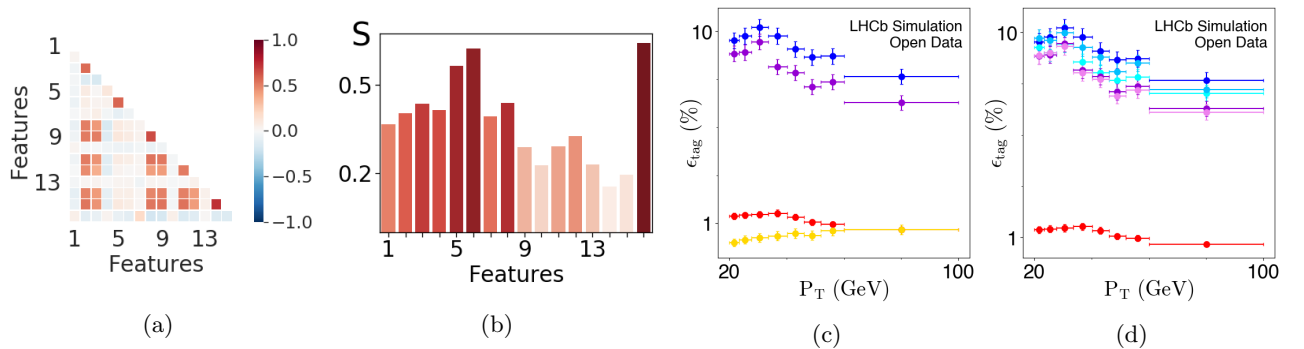 1
5
9
13
Features
1 5 9 13
Features
1.0
0.5
0.0
−0.5
−1.0
(a)
S
0.5
0.2
1 5 9 13
Features
(b)
10
1
ϵtag (%)
LHCb Simulation
Open Data
20 100
PT (GeV)
(c)
10
1
ϵtag (%)
LHCb Simulation
Open Data
20 100
PT (GeV)
(d)